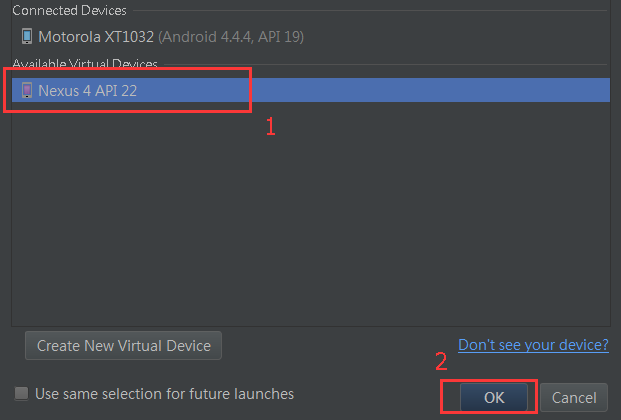 Connected Devices
Motorola XT1032 (Android 4.4.4, API 19)
Available Virtual Devices
Nexus 4 API 22
1
Create New Virtual Device
Don't see your device?
2
Use same selection for future launches
OK
Cancel